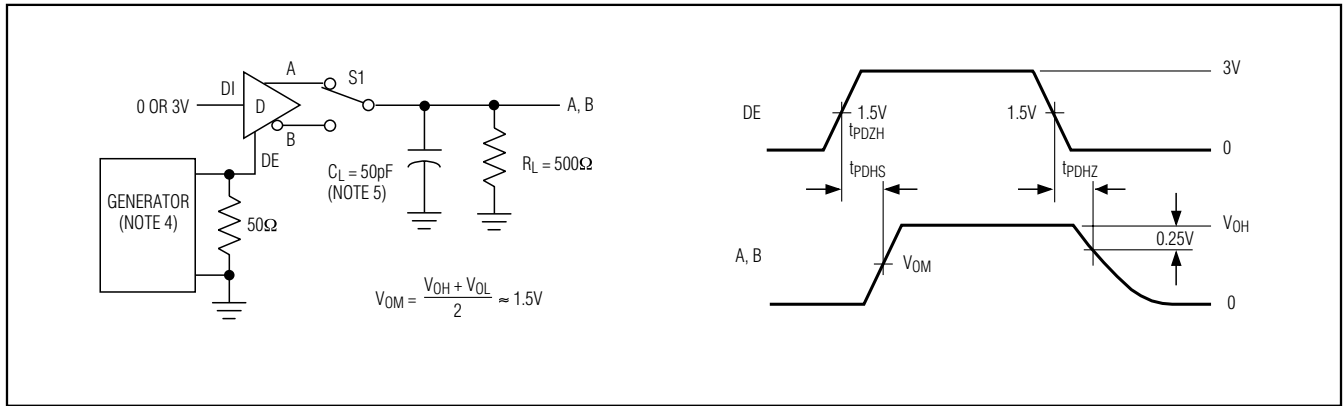 A
S1
DI
0 OR 3V
D
A, B
B
DE
C_L = 50pF
(NOTE 5)
R_L = 500Ω
GENERATOR
(NOTE 4)
50Ω
V_OM = (V_OH + V_OL) / 2 ≈ 1.5V
3V
DE
1.5V
1.5V
t_PDZH
0
t_PDHS
t_PDHZ
V_OH
0.25V
A, B
V_OM
0